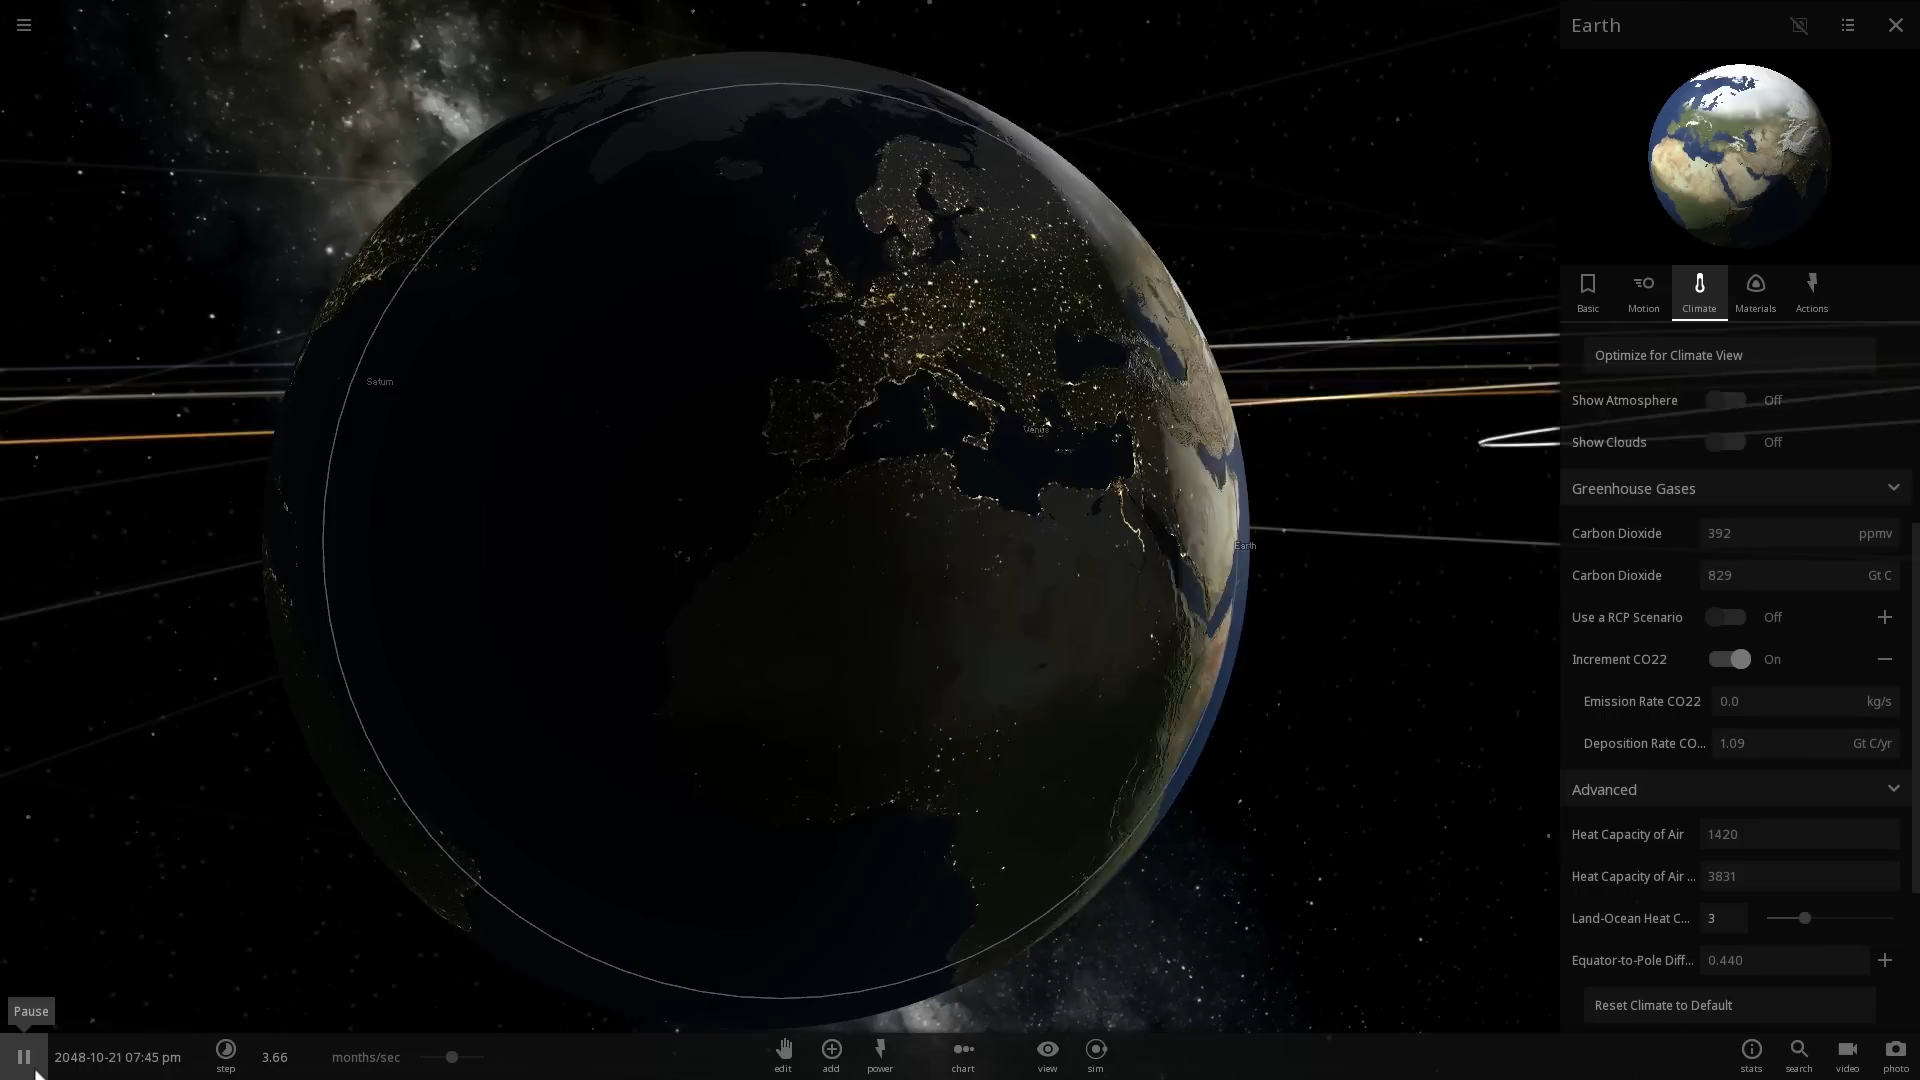 Earth
Basic
Motion
Climate
Materials
Actions
Optimize for Climate View
Show Atmosphere Off
Show Clouds Off
Greenhouse Gases
Carbon Dioxide 392 ppmv
Carbon Dioxide 829 Gt C
Use a RCP Scenario Off
Increment CO22 On
Emission Rate CO22 0.0 kg/s
Deposition Rate CO... 1.09 Gt C/yr
Advanced
Heat Capacity of Air 1420
Heat Capacity of Air ... 3831
Land-Ocean Heat C... 3
Equator-to-Pole Diff... 0.440
Reset Climate to Default
Saturn
Venus
Earth
Pause
2048-10-21 07:45 pm
step
3.66 months/sec
edit
add
power
chart
view
sim
stats
search
video
photo